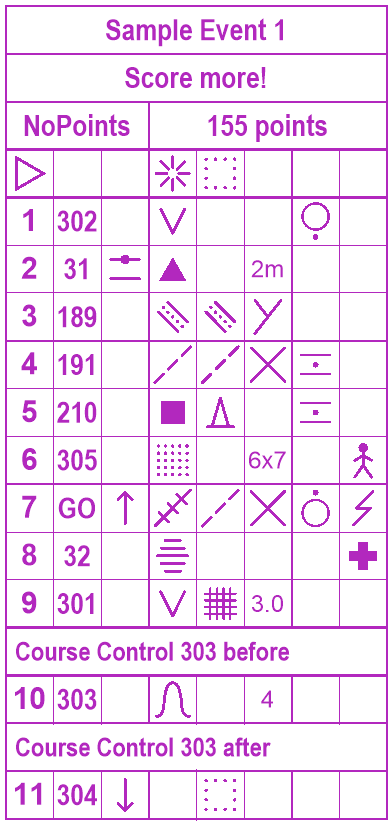 Sample Event 1
Score more!
NoPoints 155 points
1 302
2 31 2m
3 189
4 191
5 210
6 305 6x7
7 GO
8 32
9 301 3.0
Course Control 303 before
10 303 4
Course Control 303 after
11 304